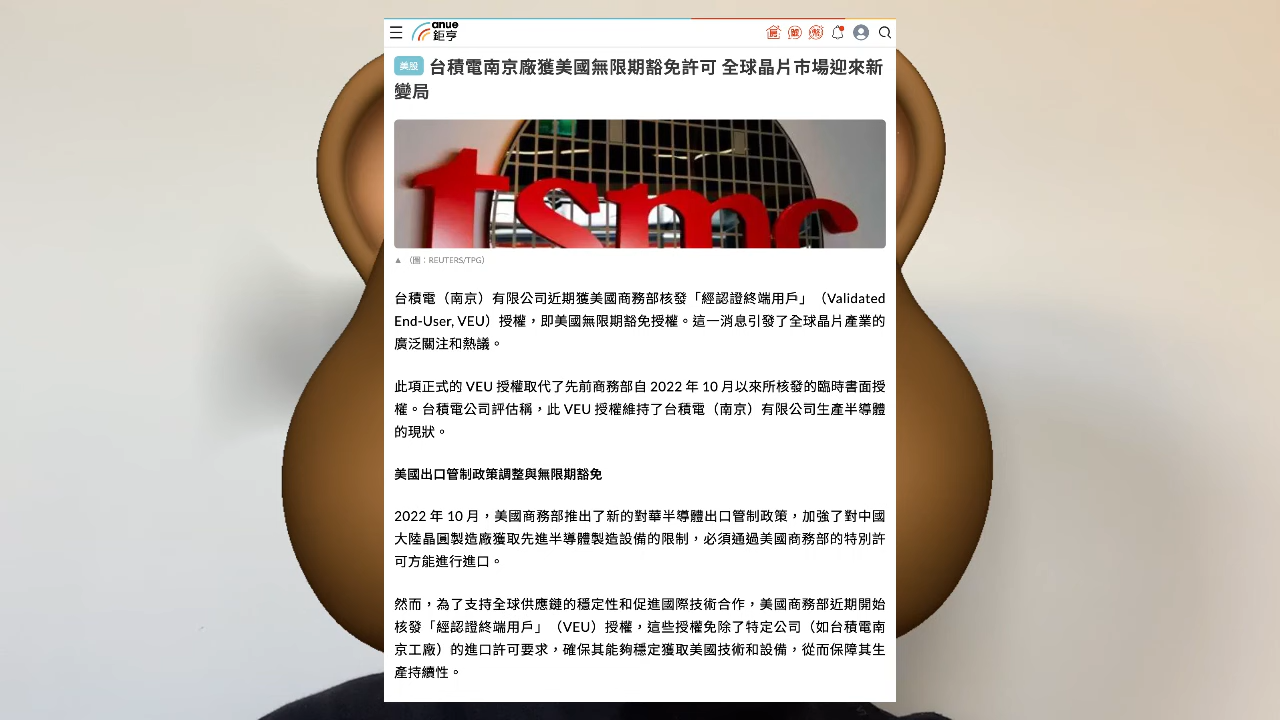 anue
鉅亨
美股 台積電南京廠獲美國無限期豁免許可 全球晶片市場迎來新
變局
tsmc
▲ (圖：REUTERS/TPG)
台積電（南京）有限公司近期獲美國商務部核發「經認證終端用戶」（Validated
End-User, VEU）授權，即美國無限期豁免授權。這一消息引發了全球晶片產業的
廣泛關注和熱議。
此項正式的 VEU 授權取代了先前商務部自 2022 年 10 月以來所核發的臨時書面授
權。台積電公司評估稱，此 VEU 授權維持了台積電（南京）有限公司生產半導體
的現狀。
美國出口管制政策調整與無限期豁免
2022 年 10 月，美國商務部推出了新的對華半導體出口管制政策，加強了對中國
大陸晶圓製造廠獲取先進半導體製造設備的限制，必須通過美國商務部的特別許
可方能進行進口。
然而，為了支持全球供應鏈的穩定性和促進國際技術合作，美國商務部近期開始
核發「經認證終端用戶」（VEU）授權，這些授權免除了特定公司（如台積電南
京工廠）的進口許可要求，確保其能夠穩定獲取美國技術和設備，從而保障其生
產持續性。